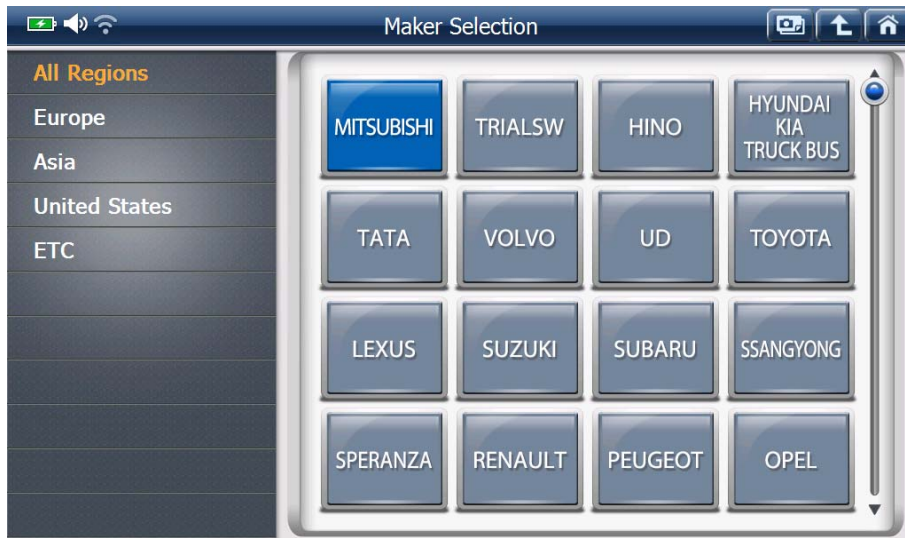 Maker Selection
All Regions
Europe
Asia
United States
ETC
MITSUBISHI
TRIALSW
HINO
HYUNDAI
KIA
TRUCK BUS
TATA
VOLVO
UD
TOYOTA
LEXUS
SUZUKI
SUBARU
SSANGYONG
SPERANZA
RENAULT
PEUGEOT
OPEL